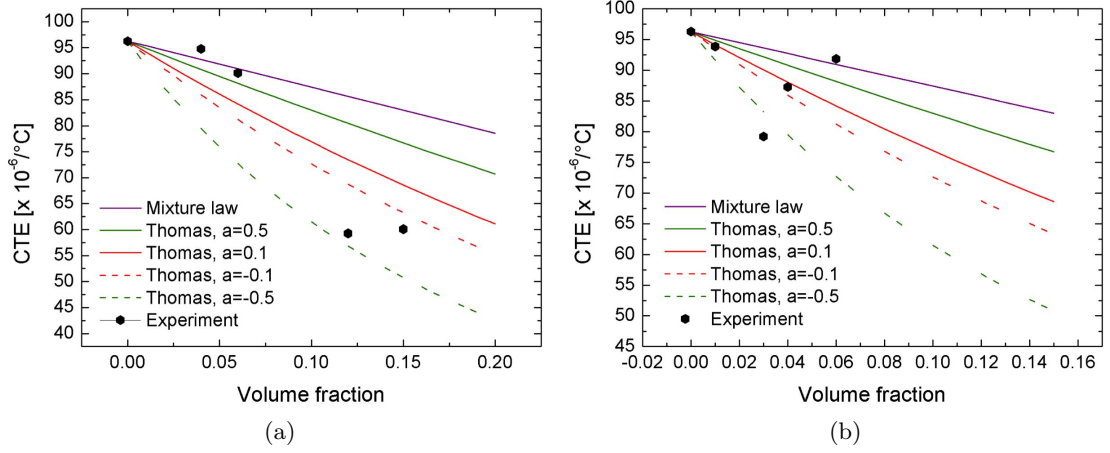 100
95
90
85
80
75
70
65
60
55
50
45
40
CTE [x 10⁻⁶/°C]
Mixture law
Thomas, a=0.5
Thomas, a=0.1
Thomas, a=-0.1
Thomas, a=-0.5
Experiment
0.00 0.05 0.10 0.15 0.20
Volume fraction
(a)
100
95
90
85
80
75
70
65
60
55
50
45
CTE [x 10⁻⁶/°C]
Mixture law
Thomas, a=0.5
Thomas, a=0.1
Thomas, a=-0.1
Thomas, a=-0.5
Experiment
-0.02 0.00 0.02 0.04 0.06 0.08 0.10 0.12 0.14 0.16
Volume fraction
(b)